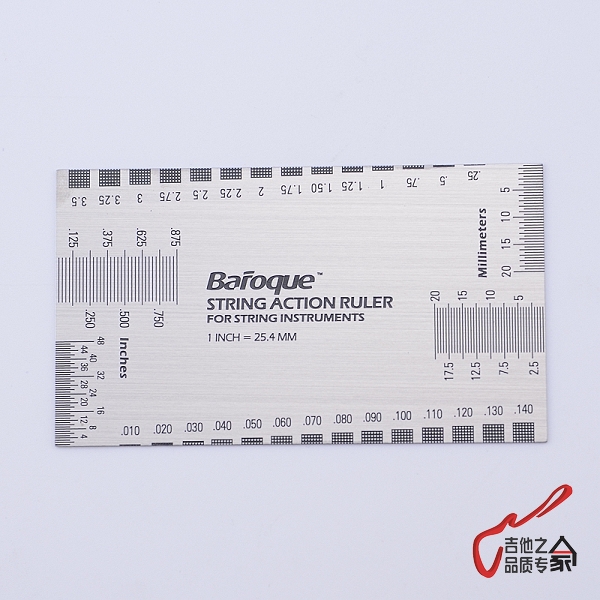 3.5 3.25 3 2.75 2.5 2.25 2 1.75 1.50 1.25 1 .75 .5 .25
5 10 15 20
Millimeters
.125 .375 .625 .875
.250 .500 .750
Inches
Baroque™
STRING ACTION RULER
FOR STRING INSTRUMENTS
1 INCH = 25.4 MM
20 15 10 5
17.5 12.5 7.5 2.5
48 40 32 24 16 8
44 36 28 20 12 4
.010 .020 .030 .040 .050 .060 .070 .080 .090 .100 .110 .120 .130 .140
吉他之家
品质专